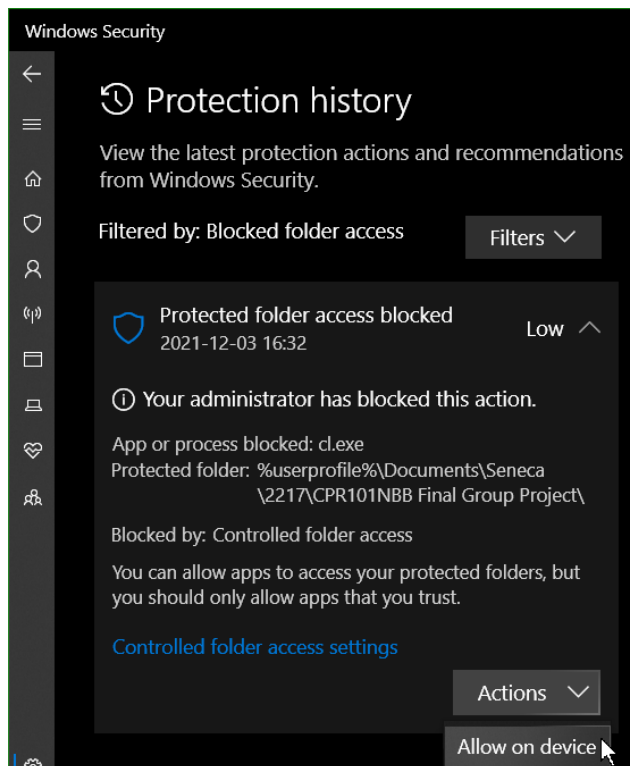 Windows Security
Protection history
View the latest protection actions and recommendations
from Windows Security.
Filtered by: Blocked folder access
Filters
Protected folder access blocked
2021-12-03 16:32
Low
Your administrator has blocked this action.
App or process blocked: cl.exe
Protected folder: %userprofile%\Documents\Seneca
\2217\CPR101NBB Final Group Project\
Blocked by: Controlled folder access
You can allow apps to access your protected folders, but
you should only allow apps that you trust.
Controlled folder access settings
Actions
Allow on device